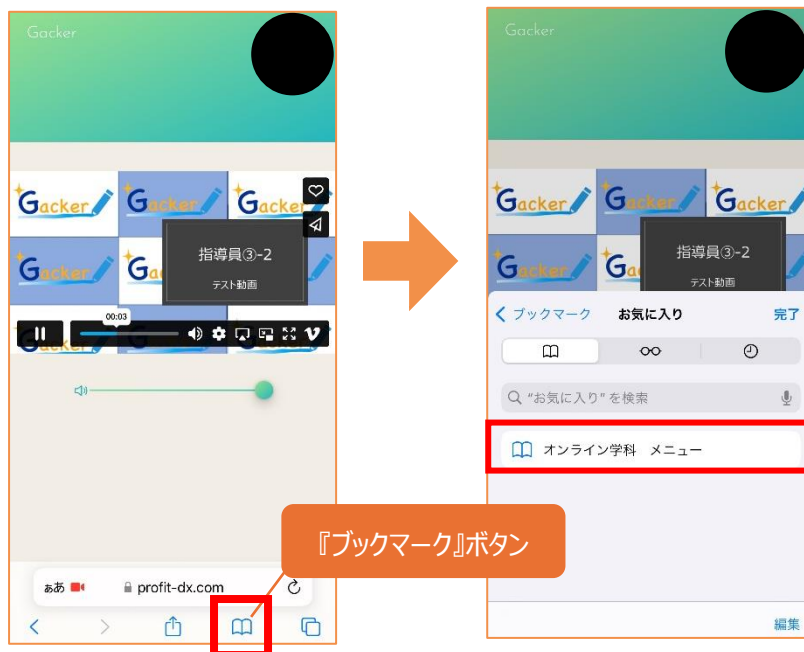 Gacker
Gacker
Gacker
Gacker
指導員③-2
テスト動画
00:03
ぁあ
profit-dx.com
『ブックマーク』ボタン
Gacker
Gacker
Gacker
Gacker
指導員③-2
テスト動画
ブックマーク
お気に入り
完了
"お気に入り"を検索
オンライン学科　メニュー
編集